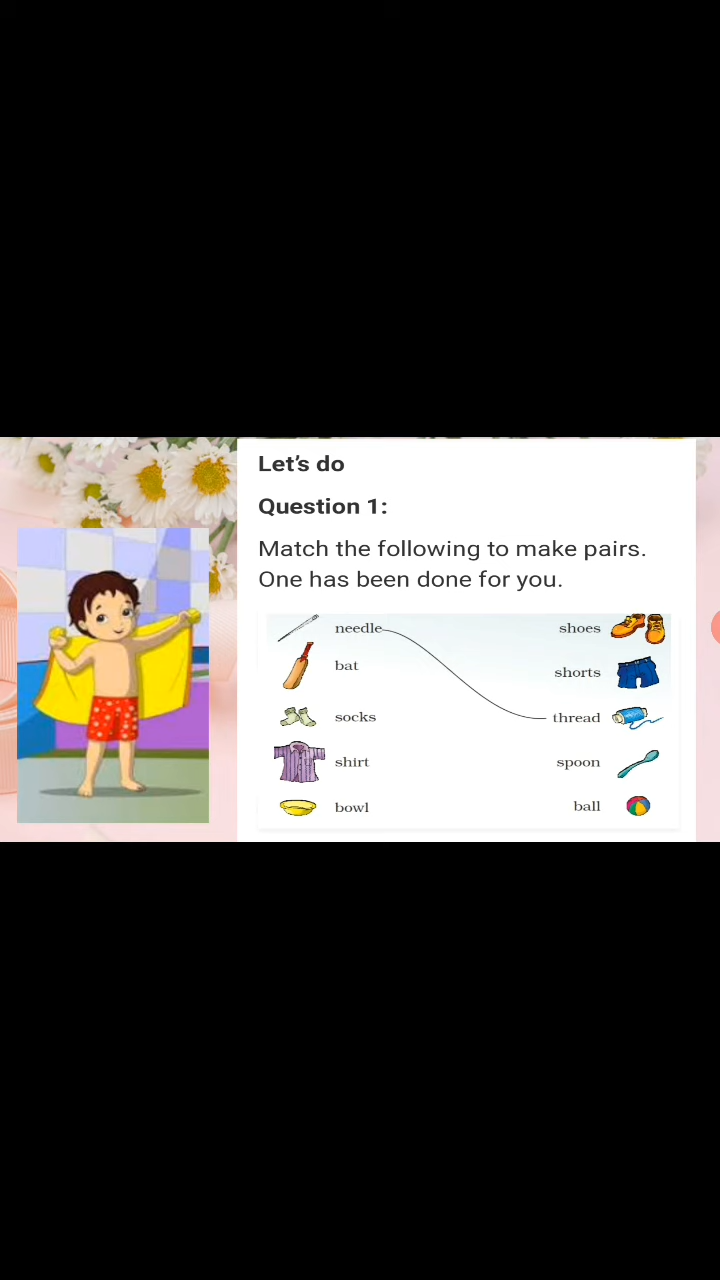 Let’s do
Question 1:
Match the following to make pairs.
One has been done for you.
needle shoes
bat shorts
socks thread
shirt spoon
bowl ball